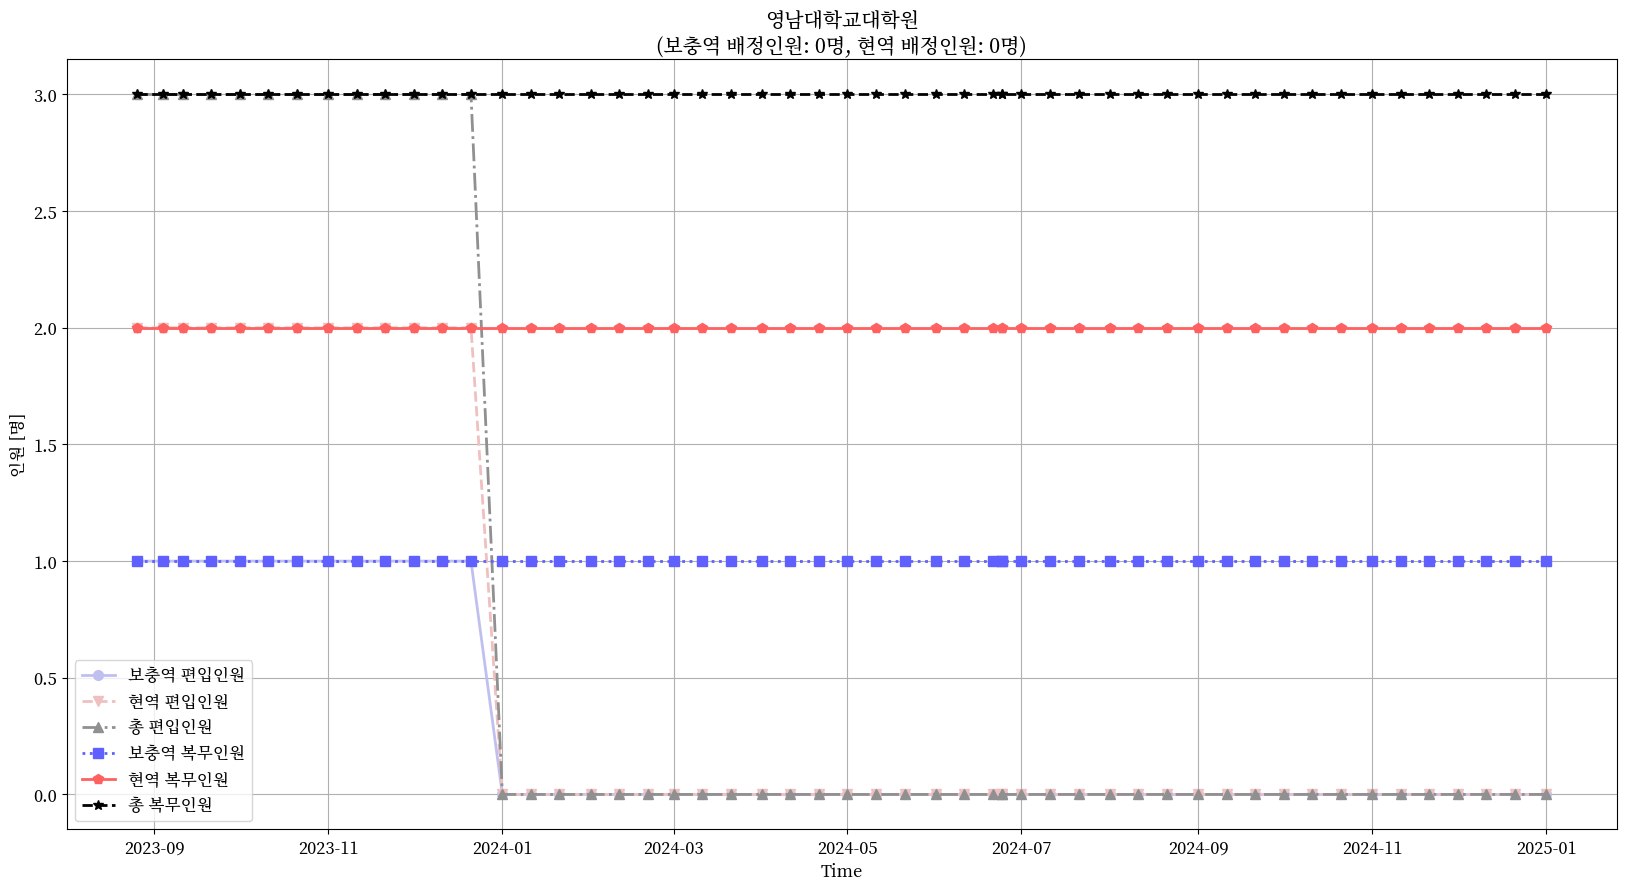 영남대학교대학원
(보충역 배정인원: 0명, 현역 배정인원: 0명)
인원 [명]
3.0
2.5
2.0
1.5
1.0
0.5
0.0
보충역 편입인원
현역 편입인원
총 편입인원
보충역 복무인원
현역 복무인원
총 복무인원
2023-09
2023-11
2024-01
2024-03
2024-05
2024-07
2024-09
2024-11
2025-01
Time